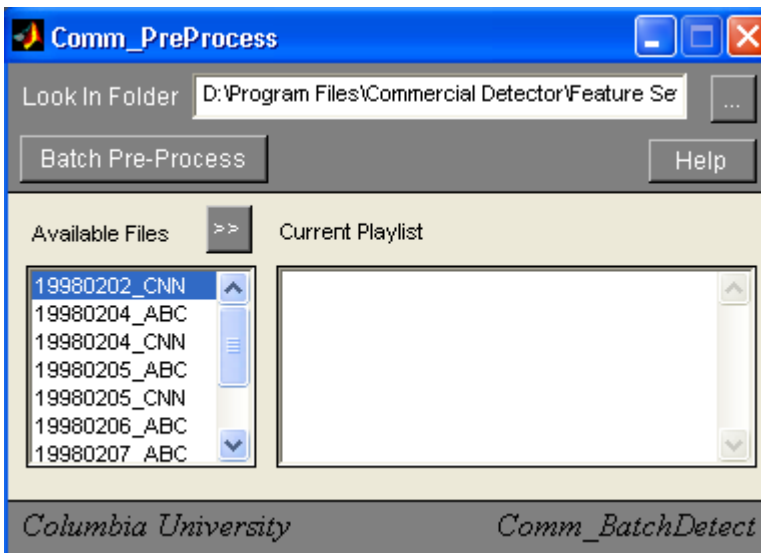 Comm_PreProcess
Look In Folder D:\Program Files\Commercial Detector\Feature Se ...
Batch Pre-Process Help
Available Files >> Current Playlist
19980202_CNN
19980204_ABC
19980204_CNN
19980205_ABC
19980205_CNN
19980206_ABC
19980207_ABC
Columbia University Comm_BatchDetect